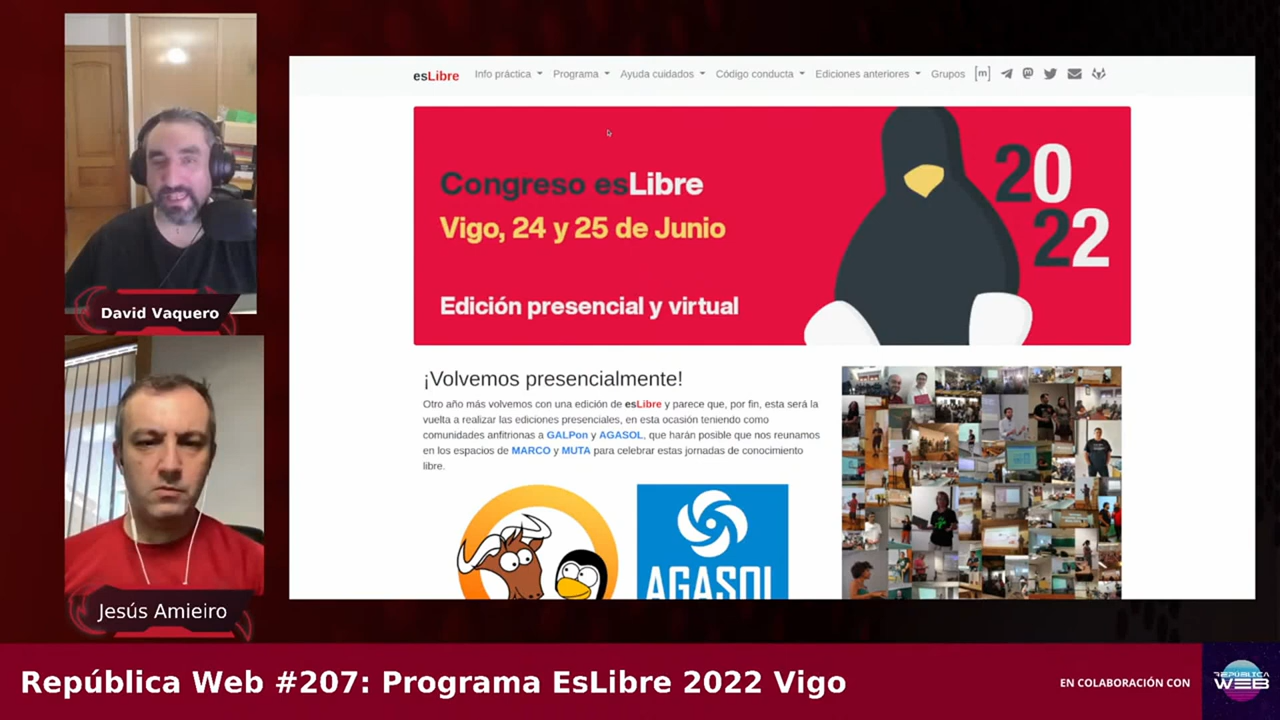 David Vaquero
Jesús Amieiro
esLibre
Info práctica
Programa
Ayuda cuidados
Código conducta
Ediciones anteriores
Grupos
[m]
Congreso esLibre
Vigo, 24 y 25 de Junio
Edición presencial y virtual
20
22
¡Volvemos presencialmente!
Otro año más volvemos con una edición de esLibre y parece que, por fin, esta será la
vuelta a realizar las ediciones presenciales, en esta ocasión teniendo como
comunidades anfitrionas a GALPon y AGASOL, que harán posible que nos reunamos
en los espacios de MARCO y MUTA para celebrar estas jornadas de conocimiento
libre.
AGASOL
República Web #207: Programa EsLibre 2022 Vigo
EN COLABORACIÓN CON
REPÚBLICA
WEB